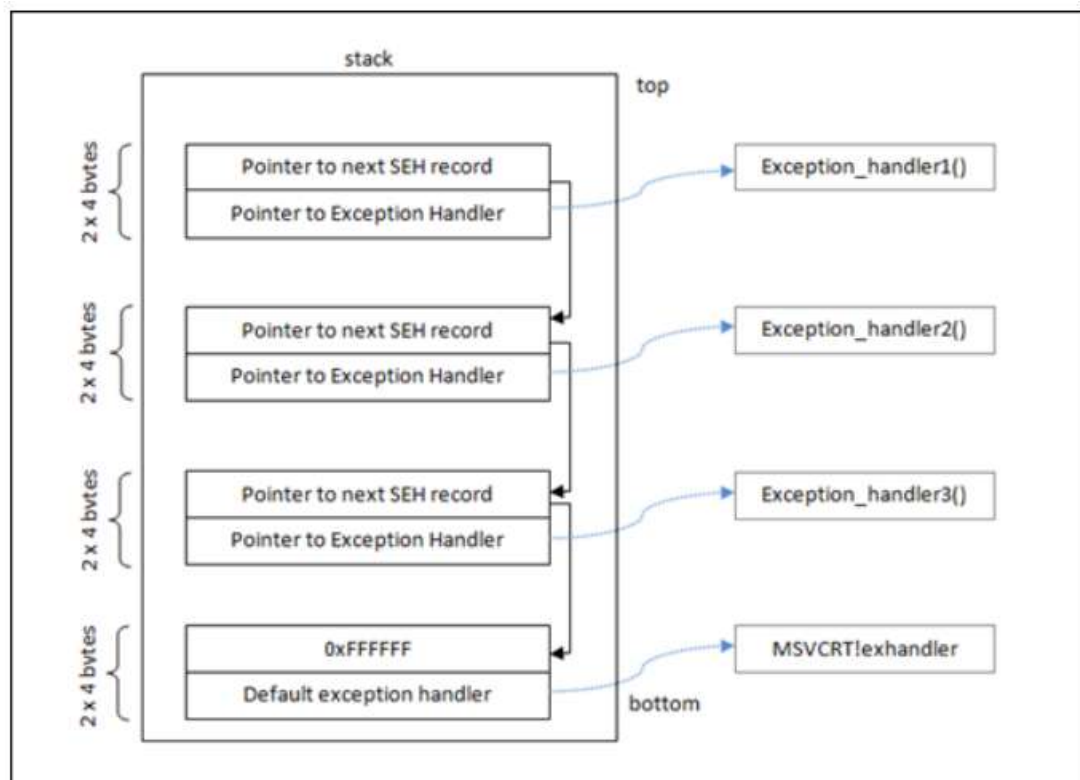 stack
top
2 x 4 bytes
Pointer to next SEH record
Pointer to Exception Handler
Exception_handler1()
2 x 4 bytes
Pointer to next SEH record
Pointer to Exception Handler
Exception_handler2()
2 x 4 bytes
Pointer to next SEH record
Pointer to Exception Handler
Exception_handler3()
2 x 4 bytes
0xFFFFFF
Default exception handler
MSVCRT!exhandler
bottom